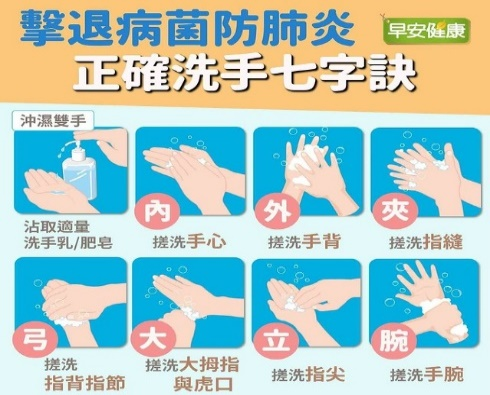 擊退病菌防肺炎
早安健康
正確洗手七字訣
沖濕雙手
沾取適量
洗手乳/肥皂
內
搓洗手心
外
搓洗手背
夾
搓洗指縫
弓
搓洗
指背指節
大
搓洗大拇指
與虎口
立
搓洗指尖
腕
搓洗手腕